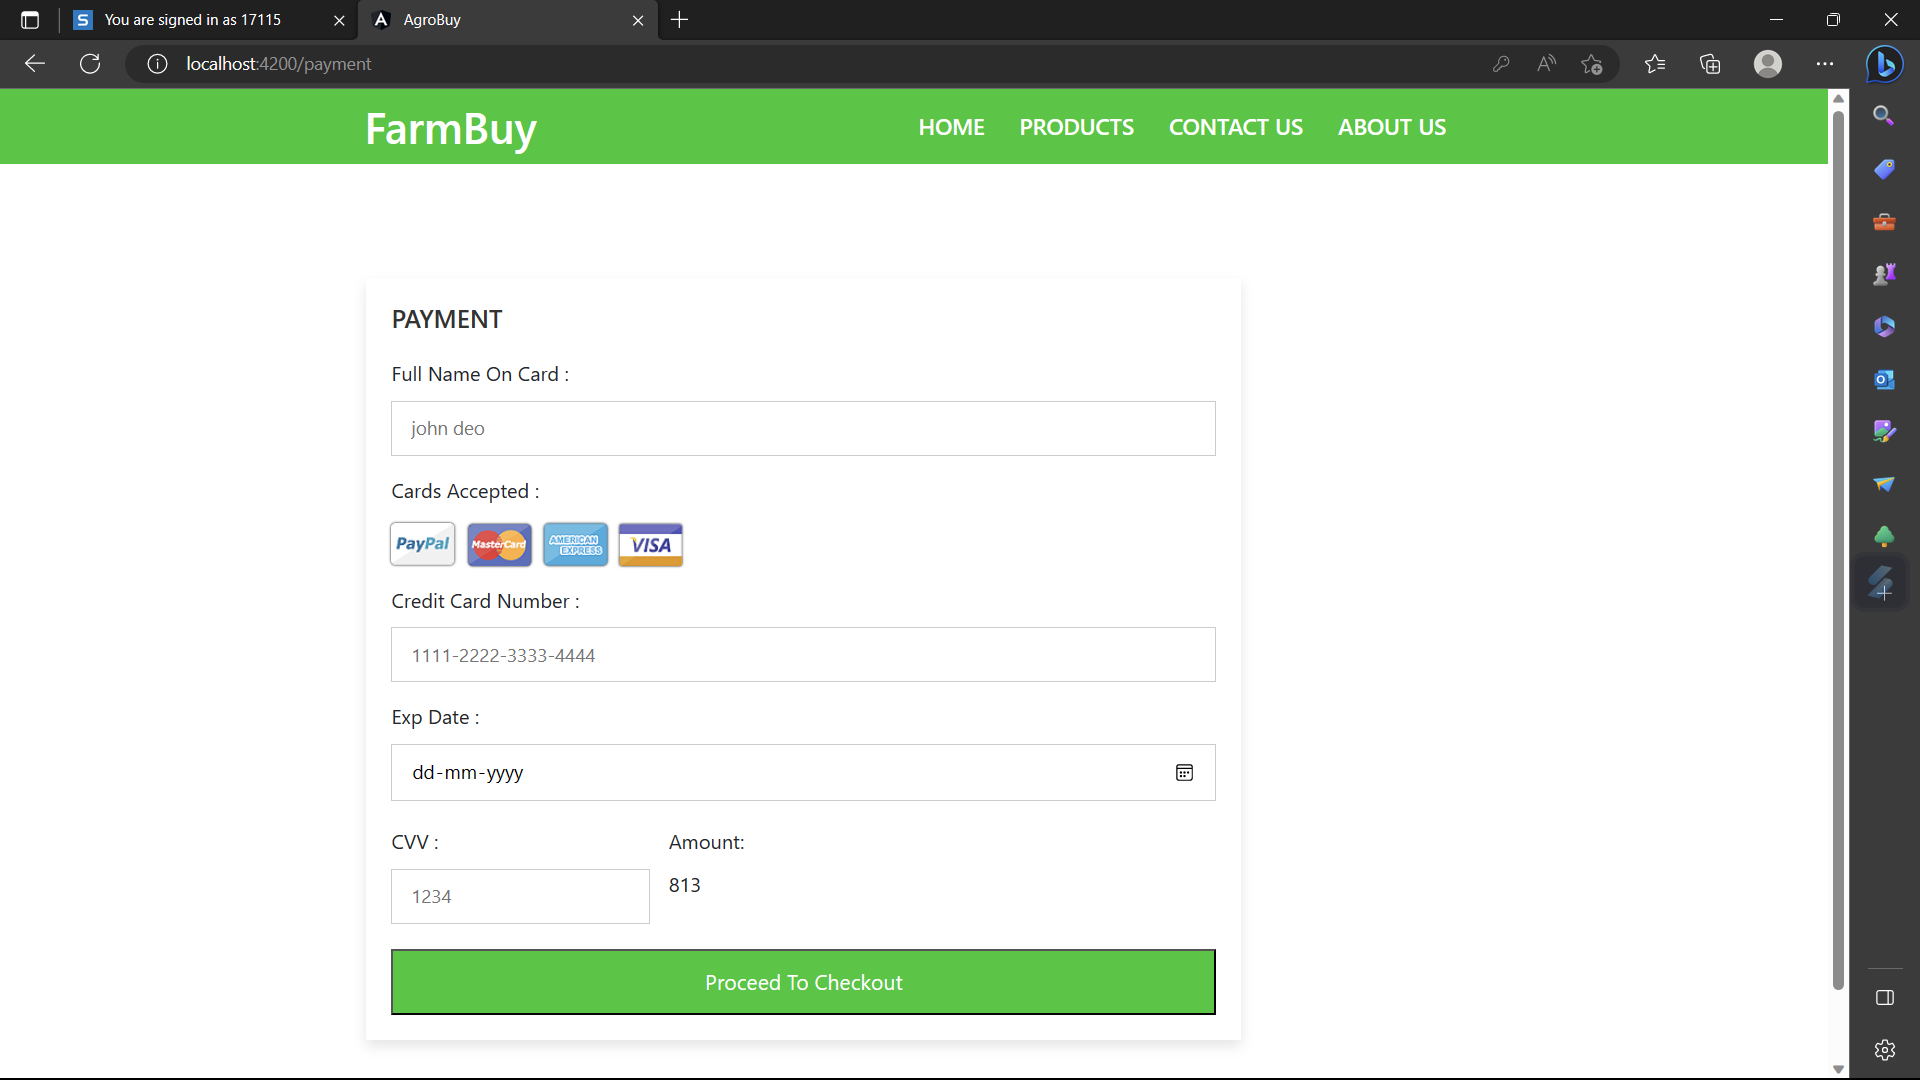 You are signed in as 17115
AgroBuy
localhost:4200/payment
FarmBuy
HOME PRODUCTS CONTACT US ABOUT US
PAYMENT
Full Name On Card :
john deo
Cards Accepted :
PayPal MasterCard AMERICAN EXPRESS VISA
Credit Card Number :
1111-2222-3333-4444
Exp Date :
dd-mm-yyyy
CVV : Amount:
1234 813
Proceed To Checkout